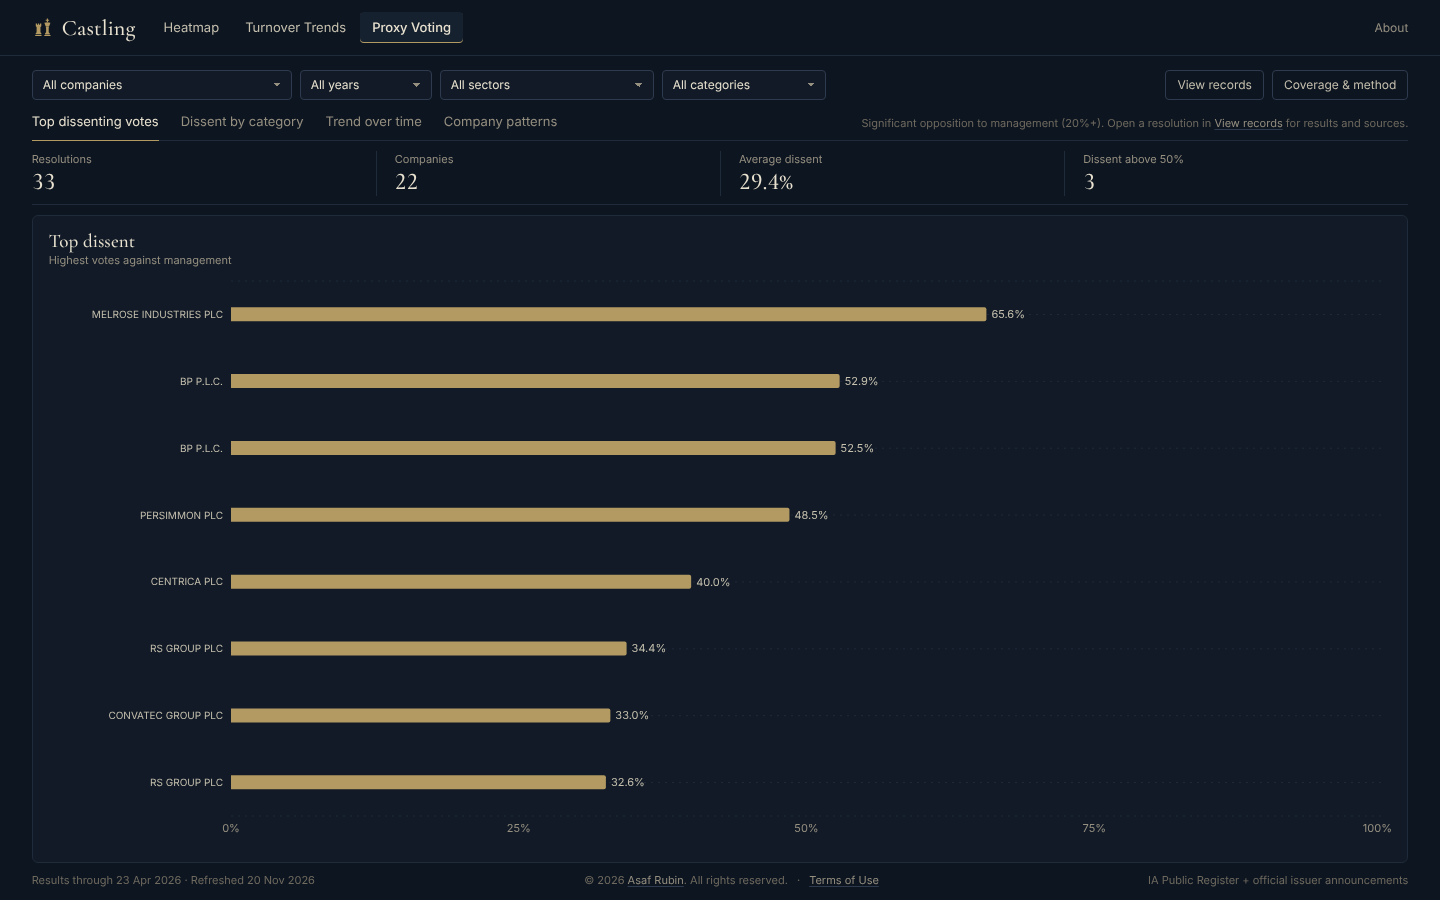 Castling Heatmap Turnover Trends Proxy Voting About
All companies All years All sectors All categories View records Coverage & method
Top dissenting votes Dissent by category Trend over time Company patterns Significant opposition to management (20%+). Open a resolution in View records for results and sources.
Resolutions Companies Average dissent Dissent above 50%
33 22 29.4% 3
Top dissent
Highest votes against management
MELROSE INDUSTRIES PLC 65.6%
BP P.L.C. 52.9%
BP P.L.C. 52.5%
PERSIMMON PLC 48.5%
CENTRICA PLC 40.0%
RS GROUP PLC 34.4%
CONVATEC GROUP PLC 33.0%
RS GROUP PLC 32.6%
0% 25% 50% 75% 100%
Results through 23 Apr 2026 · Refreshed 20 Nov 2026 © 2026 Asaf Rubin. All rights reserved. · Terms of Use IA Public Register + official issuer announcements